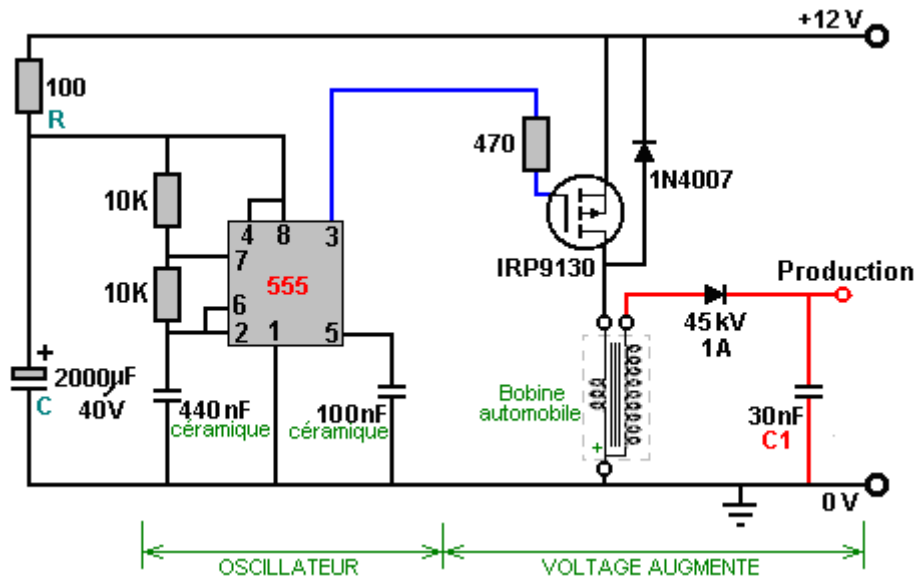 +12 V
100
R
470
1N4007
10K
4 8 3
7
IRP9130
Production
10K
555
6
2 1 5
45 kV
1A
+
2000µF
40V
C
440 nF
céramique
100nF
céramique
Bobine
automobile
+
30nF
C1
0 V
OSCILLATEUR
VOLTAGE AUGMENTE